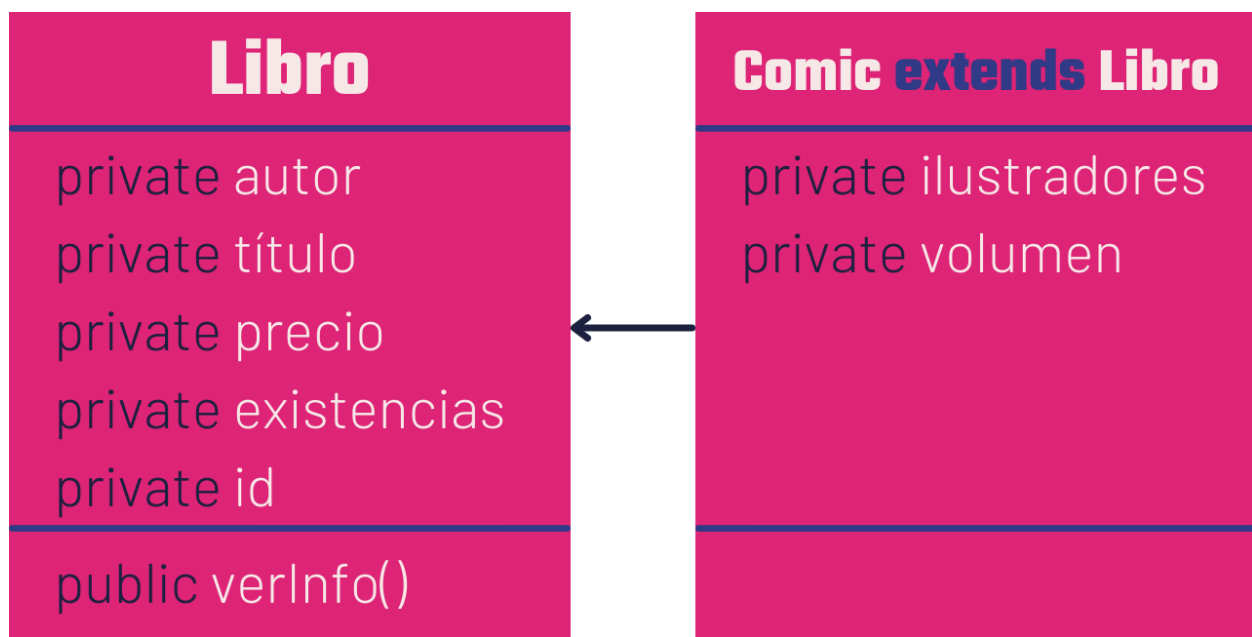 Libro
private autor
private título
private precio
private existencias
private id
public verInfo()
Comic extends Libro
private ilustradores
private volumen